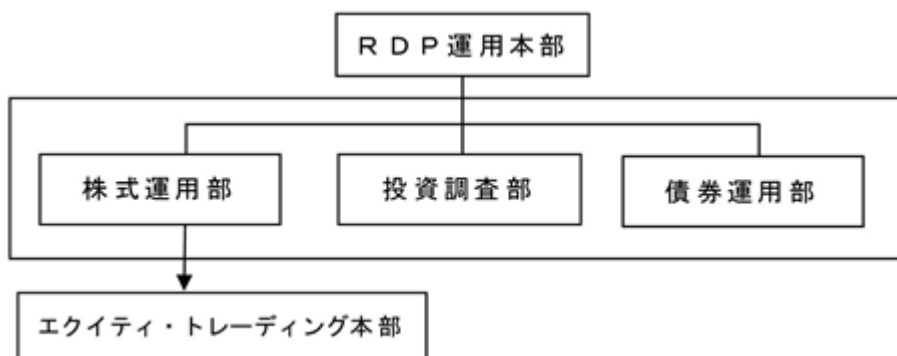 ＲＤＰ運用本部
株式運用部
投資調査部
債券運用部
エクイティ・トレーディング本部